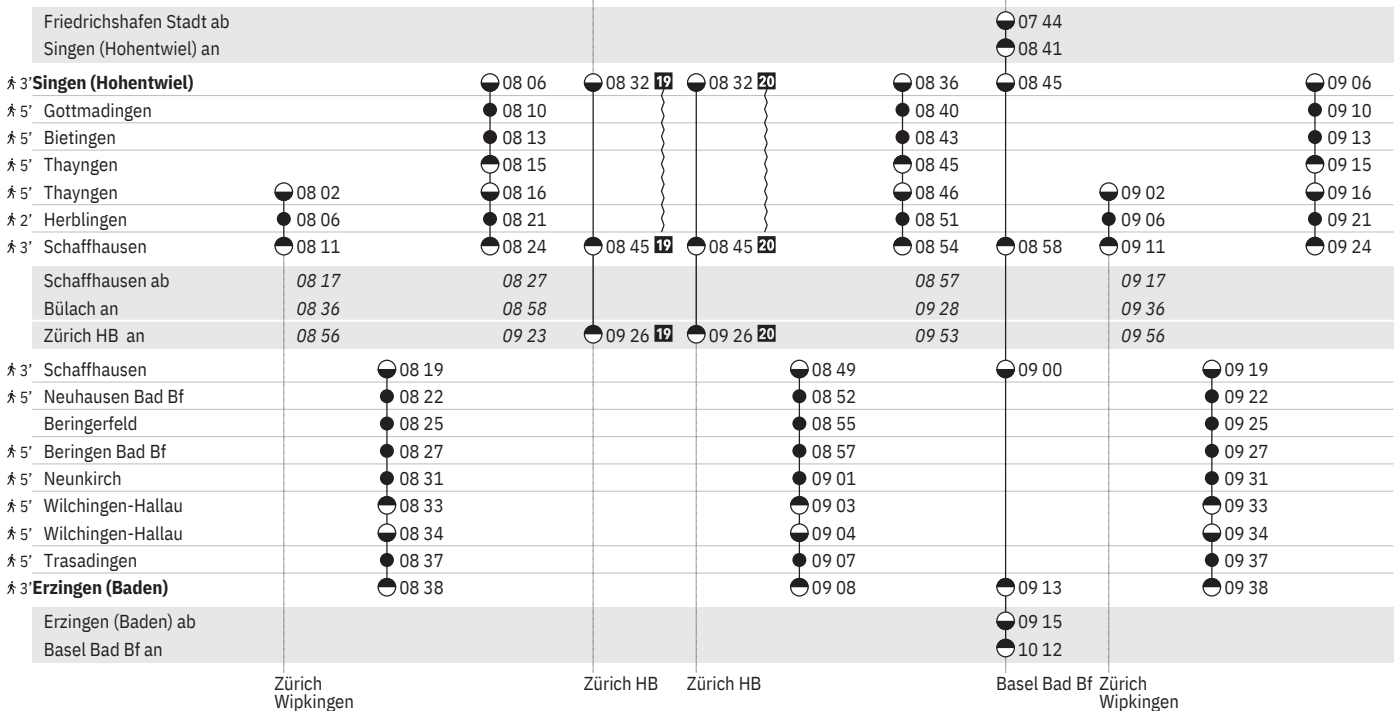 Friedrichshafen Stadt ab 07 44
Singen (Hohentwiel) an 08 41
3’ Singen (Hohentwiel) 08 06 08 32 19 08 32 20 08 36 08 45 09 06
5’ Gottmadingen 08 10 08 40 09 10
5’ Bietingen 08 13 08 43 09 13
5’ Thayngen 08 15 08 45 09 15
5’ Thayngen 08 02 08 16 08 46 09 02 09 16
2’ Herblingen 08 06 08 21 08 51 09 06 09 21
3’ Schaffhausen 08 11 08 24 08 45 19 08 45 20 08 54 08 58 09 11 09 24
Schaffhausen ab 08 17 08 27 08 57 09 17
Bülach an 08 36 08 58 09 28 09 36
Zürich HB an 08 56 09 23 09 26 19 09 26 20 09 53 09 56
3’ Schaffhausen 08 19 08 49 09 00 09 19
5’ Neuhausen Bad Bf 08 22 08 52 09 22
Beringerfeld 08 25 08 55 09 25
5’ Beringen Bad Bf 08 27 08 57 09 27
5’ Neunkirch 08 31 09 01 09 31
5’ Wilchingen-Hallau 08 33 09 03 09 33
5’ Wilchingen-Hallau 08 34 09 04 09 34
5’ Trasadingen 08 37 09 07 09 37
3’ Erzingen (Baden) 08 38 09 08 09 13 09 38
Erzingen (Baden) ab 09 15
Basel Bad Bf an 10 12
Zürich Zürich HB Zürich HB Basel Bad Bf Zürich
Wipkingen Wipkingen